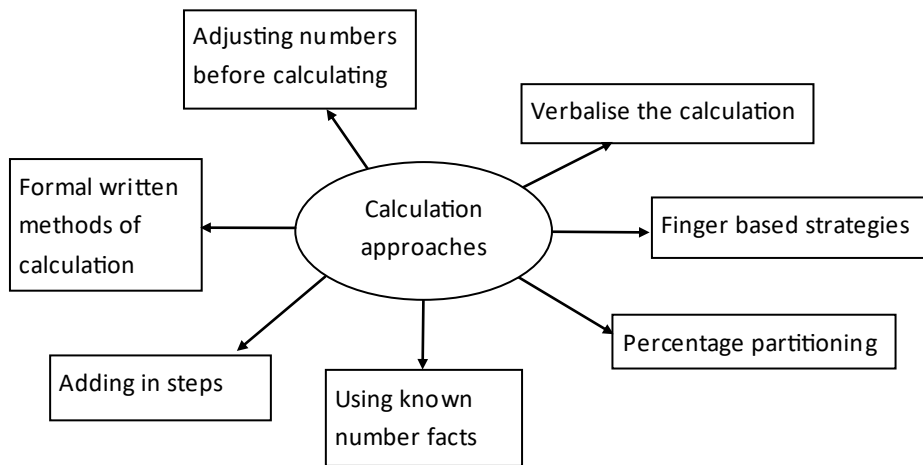 Adjusting numbers
before calculating
Verbalise the calculation
Formal written
methods of
calculation
Calculation
approaches
Finger based strategies
Percentage partitioning
Adding in steps
Using known
number facts